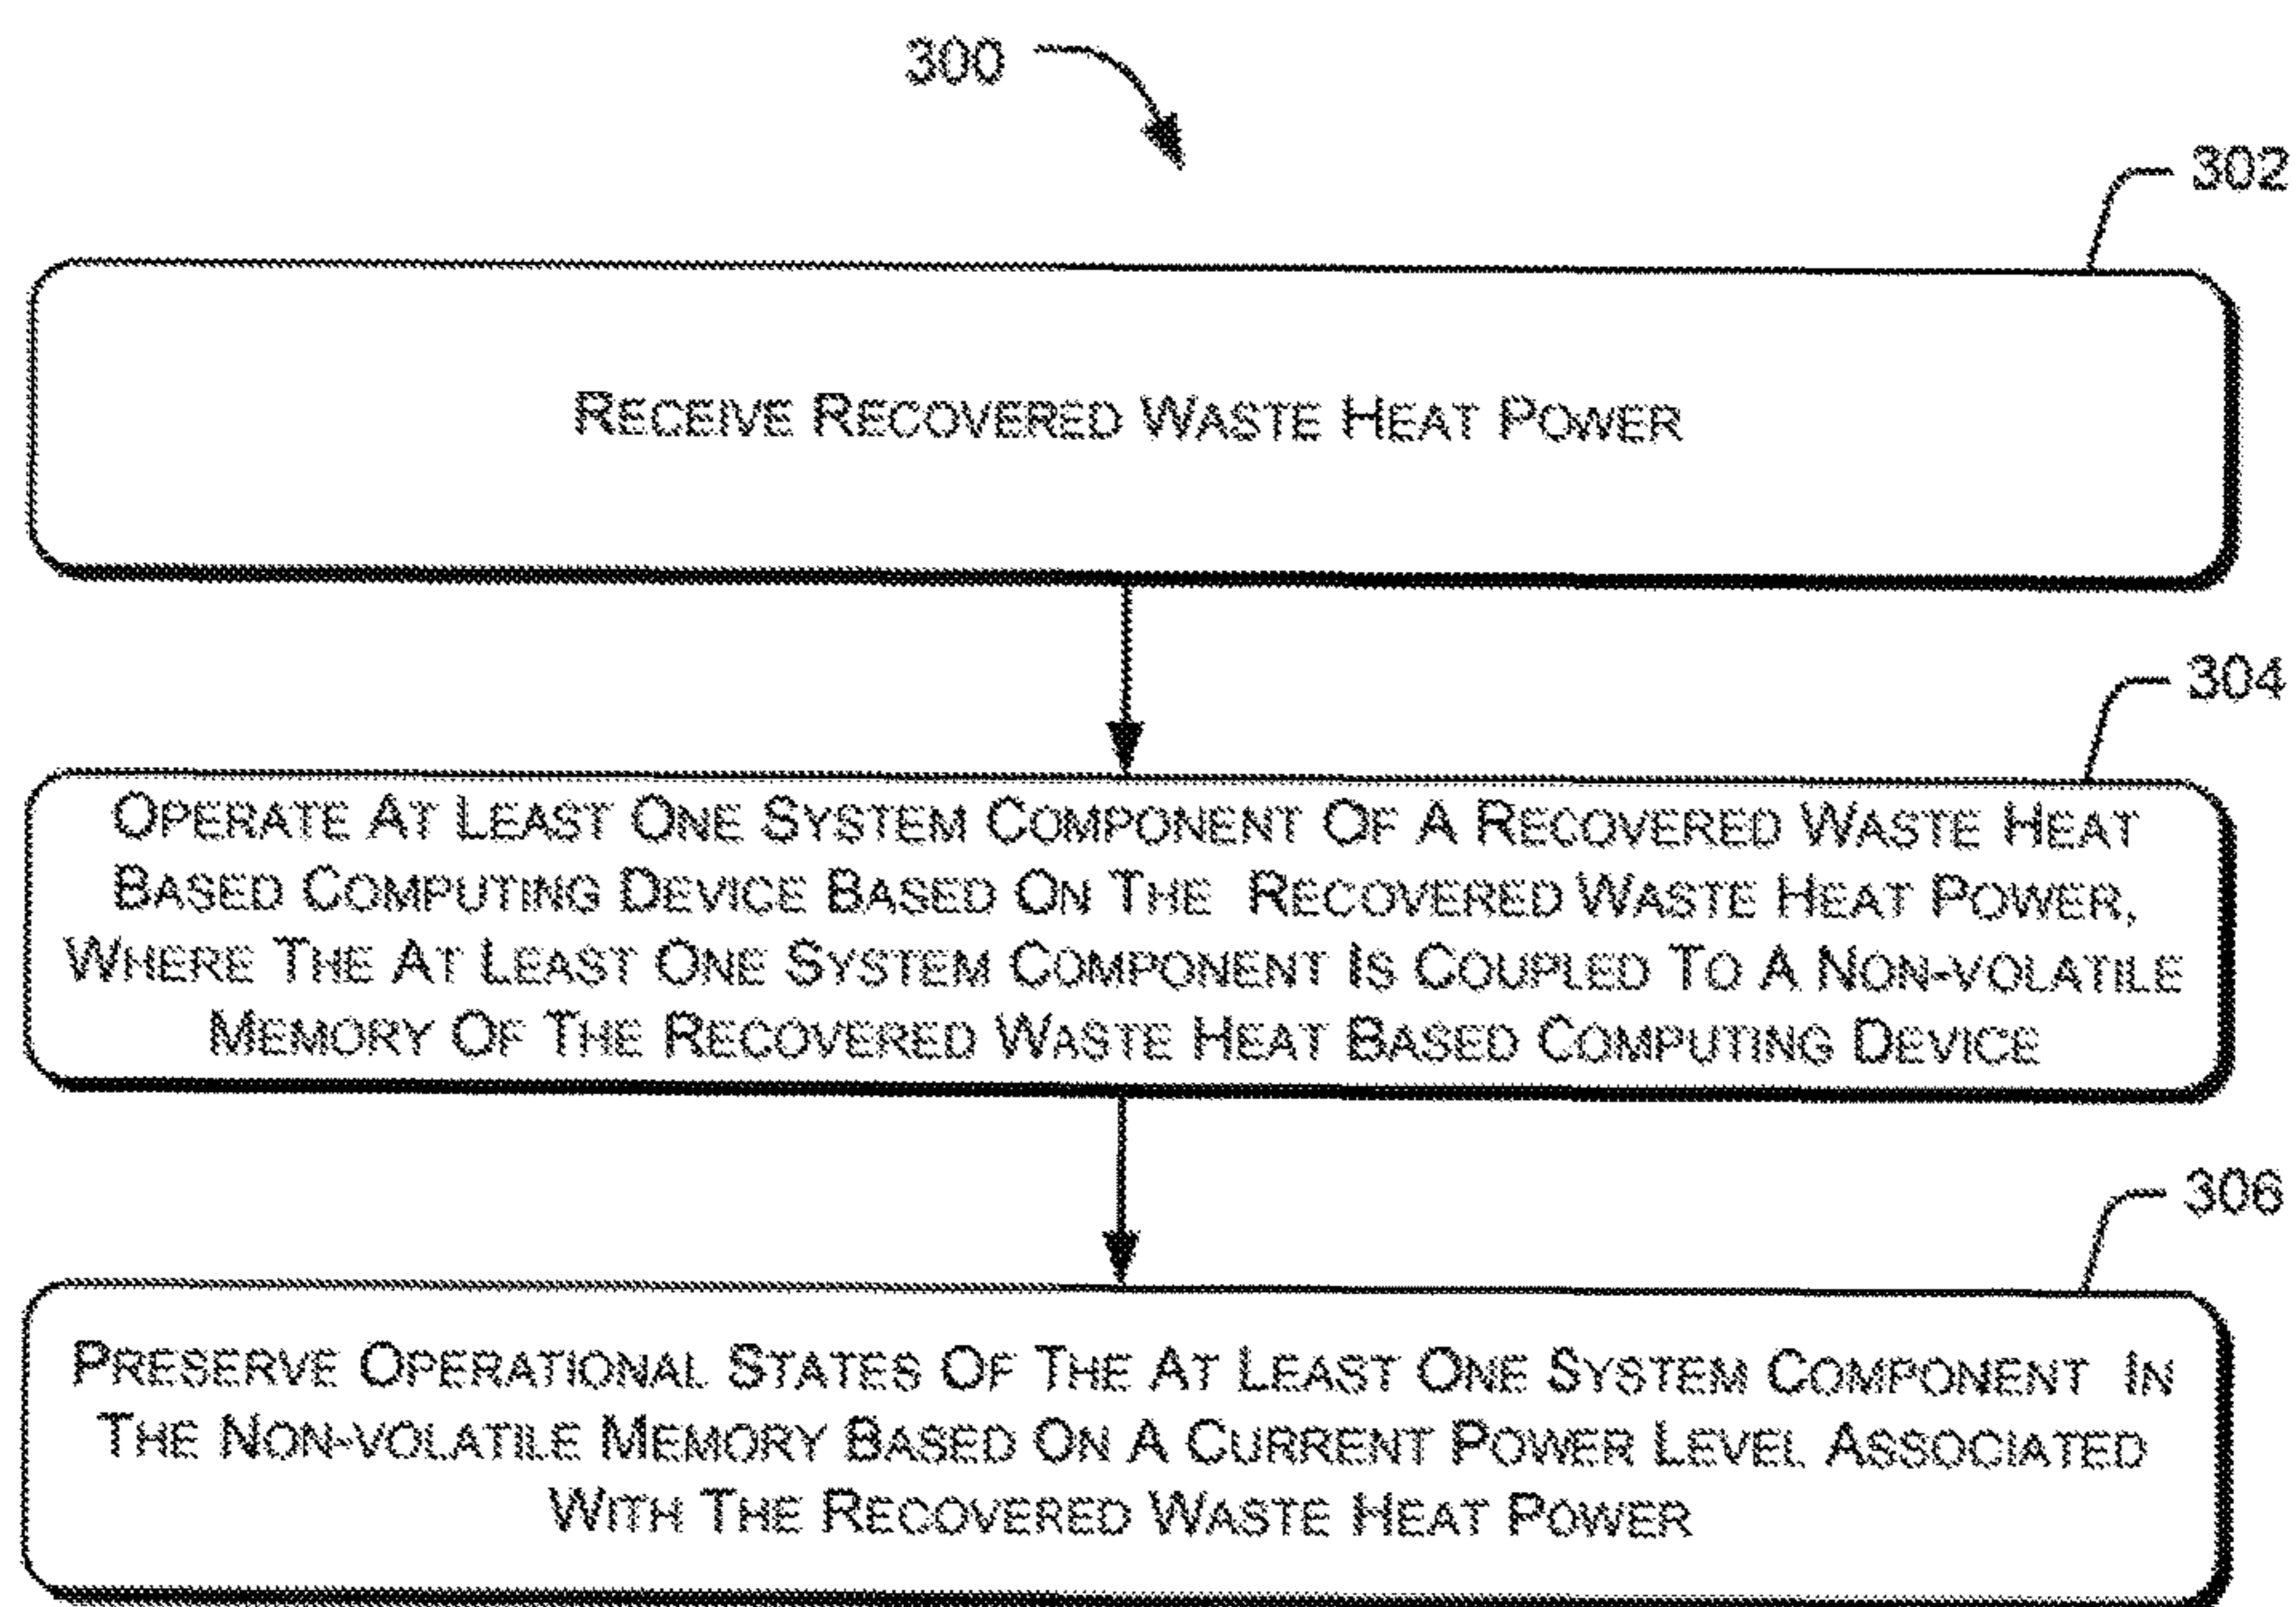 300
302
RECEIVE RECOVERED WASTE HEAT POWER
304
OPERATE AT LEAST ONE SYSTEM COMPONENT OF A RECOVERED WASTE HEAT
BASED COMPUTING DEVICE BASED ON THE RECOVERED WASTE HEAT POWER,
WHERE THE AT LEAST ONE SYSTEM COMPONENT IS COUPLED TO A NON-VOLATILE
MEMORY OF THE RECOVERED WASTE HEAT BASED COMPUTING DEVICE
306
PRESERVE OPERATIONAL STATES OF THE AT LEAST ONE SYSTEM COMPONENT IN
THE NON-VOLATILE MEMORY BASED ON A CURRENT POWER LEVEL ASSOCIATED
WITH THE RECOVERED WASTE HEAT POWER